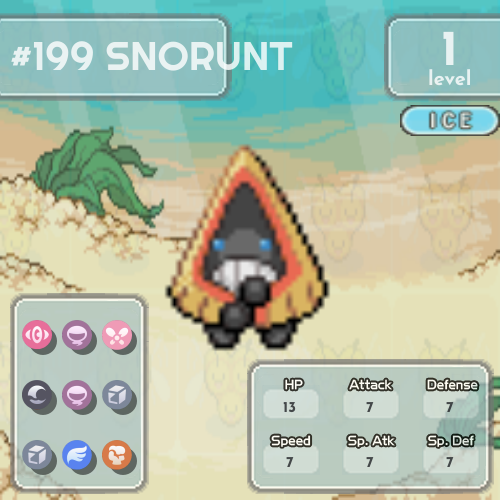 #199 SNORUNT
1
level
ICE
HP Attack Defense
13 7 7
Speed Sp. Atk Sp. Def
7 7 7